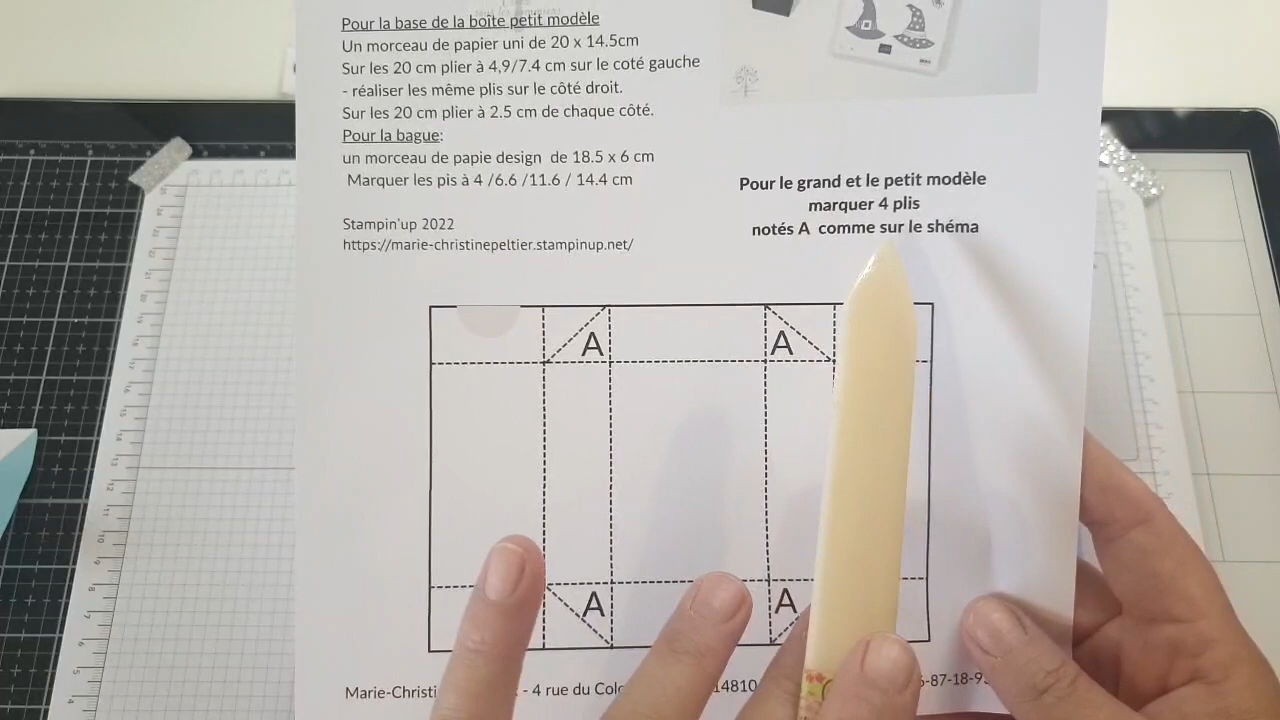 Pour la base de la boîte petit modèle
Un morceau de papier uni de 20 x 14.5cm
Sur les 20 cm plier à 4,9/7.4 cm sur le coté gauche
- réaliser les même plis sur le côté droit.
Sur les 20 cm plier à 2.5 cm de chaque côté.
Pour la bague:
un morceau de papie design de 18.5 x 6 cm
Marquer les pis à 4 /6.6 /11.6 / 14.4 cm
Stampin'up 2022
https://marie-christinepeltier.stampinup.net/
Pour le grand et le petit modèle
marquer 4 plis
notés A comme sur le shéma
A A
A A
Marie-Christi - 4 rue du Colo 14810 -87-18-9